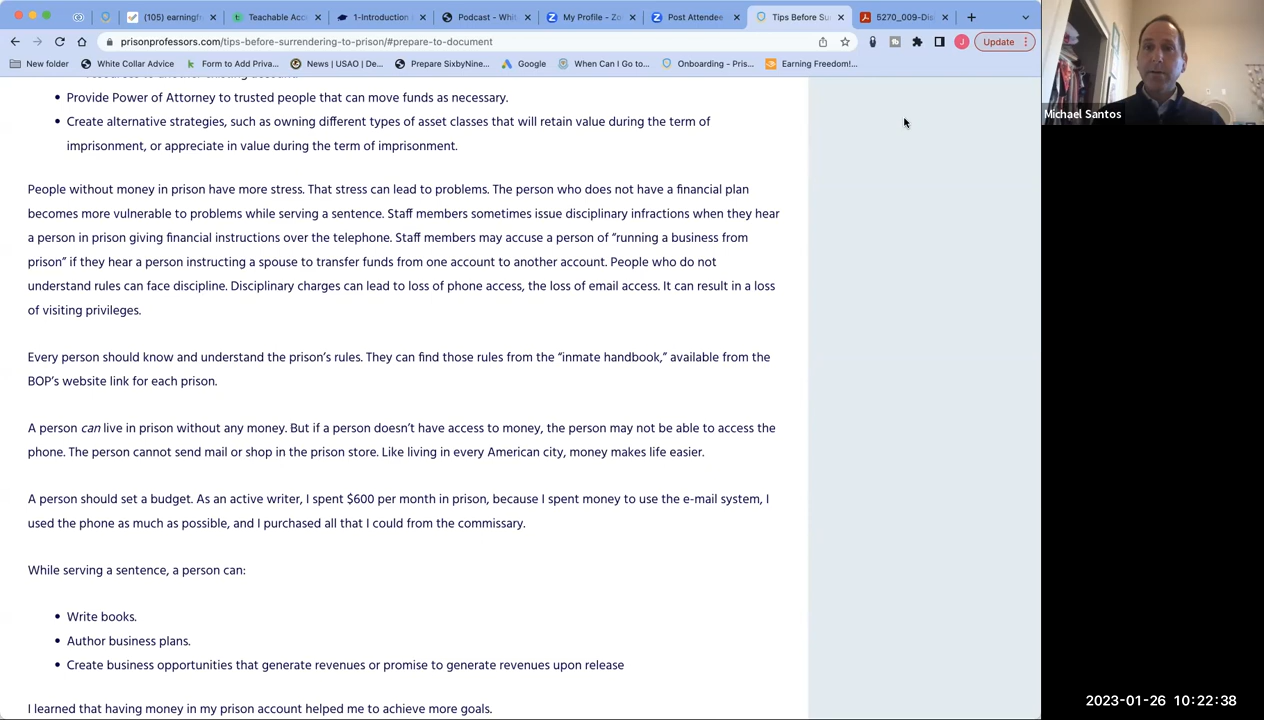 (105) earningfr
Teachable Acc
1-Introduction
Podcast - Whi
My Profile - Zo
Post Attendee
Tips Before Su
5270_009-Dis
prisonprofessors.com/tips-before-surrendering-to-prison/#prepare-to-document
J
Update
New folder
White Collar Advice
Form to Add Priva...
News | USAO | De...
Prepare SixbyNine...
Google
When Can I Go to...
Onboarding - Pris...
Earning Freedom!...
• Provide Power of Attorney to trusted people that can move funds as necessary.
• Create alternative strategies, such as owning different types of asset classes that will retain value during the term of
imprisonment, or appreciate in value during the term of imprisonment.
People without money in prison have more stress. That stress can lead to problems. The person who does not have a financial plan
becomes more vulnerable to problems while serving a sentence. Staff members sometimes issue disciplinary infractions when they hear
a person in prison giving financial instructions over the telephone. Staff members may accuse a person of “running a business from
prison” if they hear a person instructing a spouse to transfer funds from one account to another account. People who do not
understand rules can face discipline. Disciplinary charges can lead to loss of phone access, the loss of email access. It can result in a loss
of visiting privileges.
Every person should know and understand the prison’s rules. They can find those rules from the “inmate handbook,” available from the
BOP’s website link for each prison.
A person can live in prison without any money. But if a person doesn’t have access to money, the person may not be able to access the
phone. The person cannot send mail or shop in the prison store. Like living in every American city, money makes life easier.
A person should set a budget. As an active writer, I spent $600 per month in prison, because I spent money to use the e-mail system, I
used the phone as much as possible, and I purchased all that I could from the commissary.
While serving a sentence, a person can:
• Write books.
• Author business plans.
• Create business opportunities that generate revenues or promise to generate revenues upon release
I learned that having money in my prison account helped me to achieve more goals.
Michael Santos
2023-01-26 10:22:38